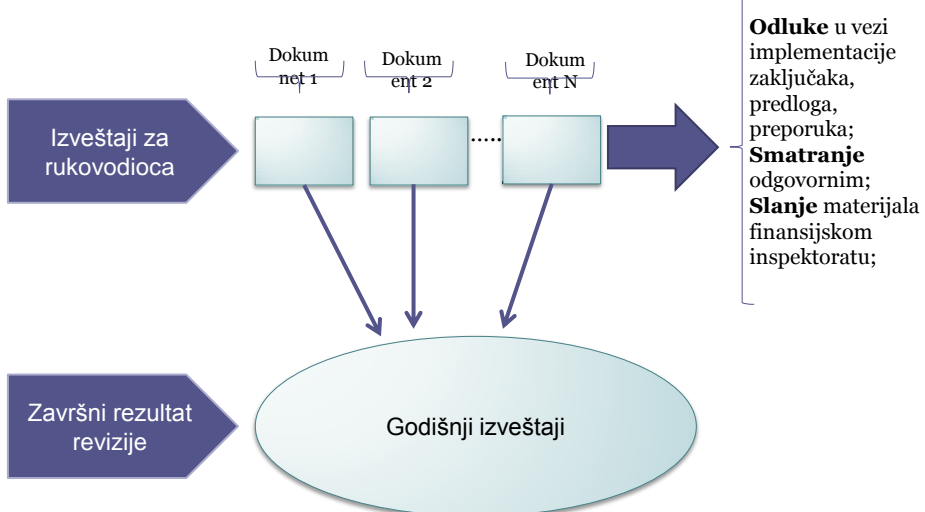 Dokum
net 1
Dokum
ent 2
Dokum
ent N
Izveštaji za
rukovodioca
.....
Odluke u vezi
implementacije
zaključaka,
predloga,
preporuka;
Smatranje
odgovornim;
Slanje materijala
finansijskom
inspektoratu;
Završni rezultat
revizije
Godišnji izveštaji